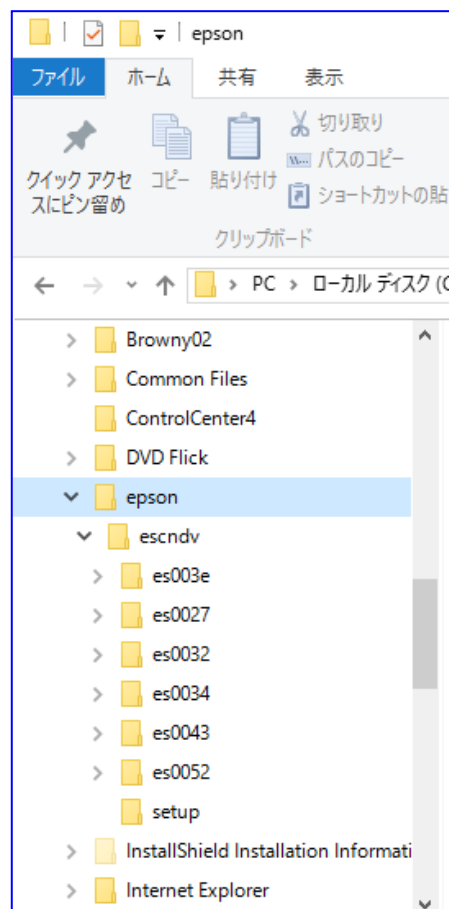 epson
ファイル ホーム 共有 表示
クイック アクセ
スにピン留め
コピー
貼り付け
切り取り
パスのコピー
ショートカットの貼
クリップボード
PC › ローカル ディスク (C
Browny02
Common Files
ControlCenter4
DVD Flick
epson
escndv
es003e
es0027
es0032
es0034
es0043
es0052
setup
InstallShield Installation Informati
Internet Explorer